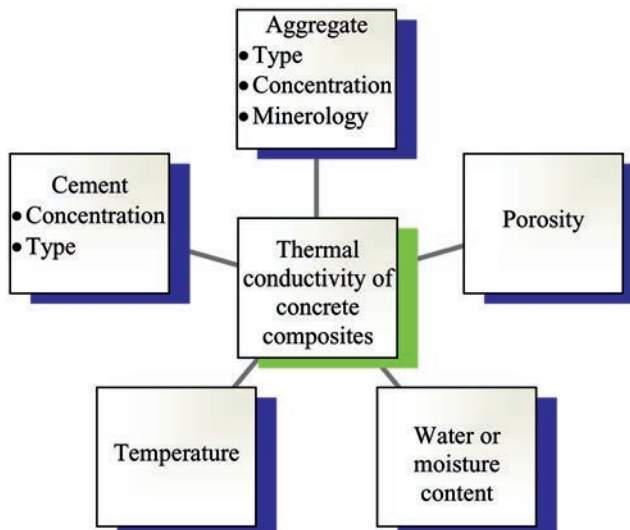 Aggregate
• Type
• Concentration
• Minerology
Cement
• Concentration
• Type
Thermal
conductivity of
concrete
composites
Porosity
Temperature
Water or
moisture
content